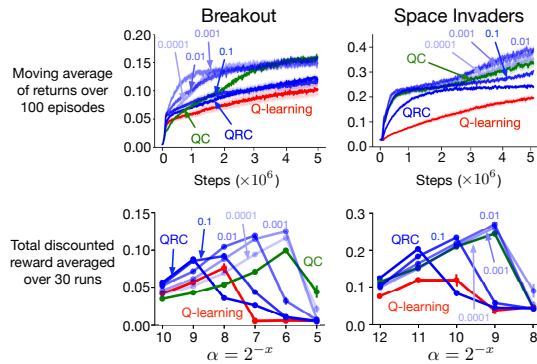 Breakout
Space Invaders
Moving average of returns over 100 episodes
0.20
0.15
0.10
0.05
0.00
0.0001
0.01
0.001
0.1
QC
QRC
Q-learning
0 1 2 3 4 5
Steps (×10⁶)
0.4
0.3
0.2
0.1
0.0
0.01
0.0001
0.001
QC
0.1
QRC
Q-learning
0 1 2 3 4 5
Steps (×10⁶)
Total discounted reward averaged over 30 runs
0.15
0.10
0.05
0.00
QRC
0.1
0.0001
0.01
0.001
QC
Q-learning
10 9 8 7 6 5
α = 2⁻ˣ
0.3
0.2
0.1
0.0
QRC
0.1
0.01
0.001
QC
Q-learning
0.0001
12 11 10 9 8
α = 2⁻ˣ